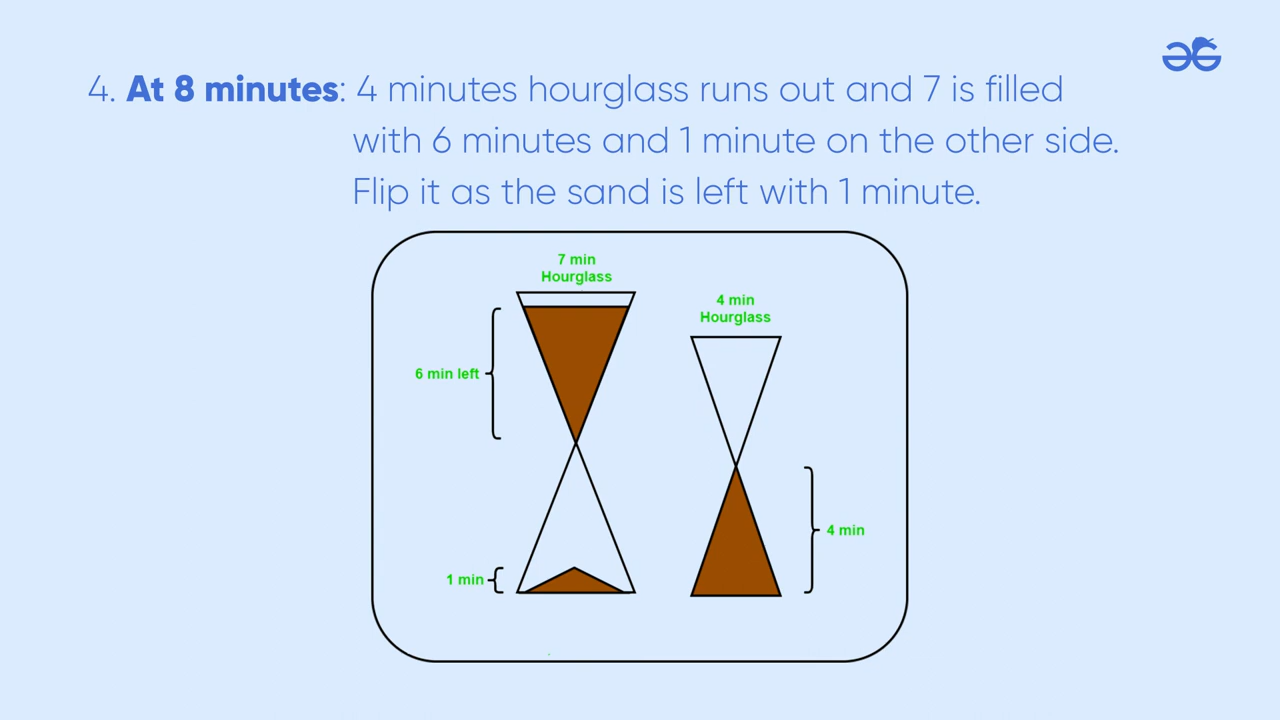 4. At 8 minutes: 4 minutes hourglass runs out and 7 is filled
with 6 minutes and 1 minute on the other side.
Flip it as the sand is left with 1 minute.
7 min
Hourglass
4 min
Hourglass
6 min left
4 min
1 min